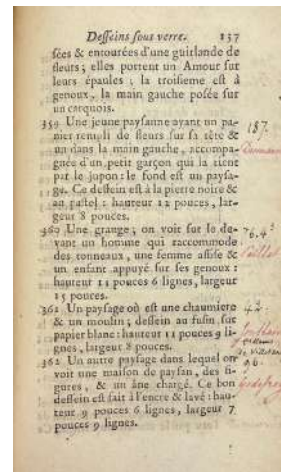 Desseins sous verre. 137
sées & entourées d'une guirlande de
fleurs; elles portent un Amour sur
leurs épaules ; la troisieme est à
genoux, la main gauche posée sur
un carquois.
359 Une jeune paysanne ayant un pa-
nier rempli de fleurs sur sa tête &
un dans la main gauche, accompa-
gnée d'un petit garçon qui la tient
par le jupon: le fond est un paysa-
ge. Ce dessein est à la pierre noire &
au pastel : hauteur 12 pouces, lar-
geur 8 pouces.
187.
360 Une grange; on voit sur le de-
vant un homme qui raccommode
des tonneaux, une femme assise &
un enfant appuyé sur ses genoux :
hauteur 11 pouces 6 lignes, largeur
15 pouces.
76.4
361 Un paysage où est une chaumiere
& un moulin; dessein au fusin sur
papier blanc: hauteur 11 pouces 9 li-
gnes, largeur 8 pouces.
362 Un autre paysage dans lequel on
voit une maison de paysan, des fi-
gures, & un âne chargé. Ce bon
dessein est fait à l'encre & lavé: hau-
teur 9 pouces 6 lignes, largeur 7
pouces 9 lignes.